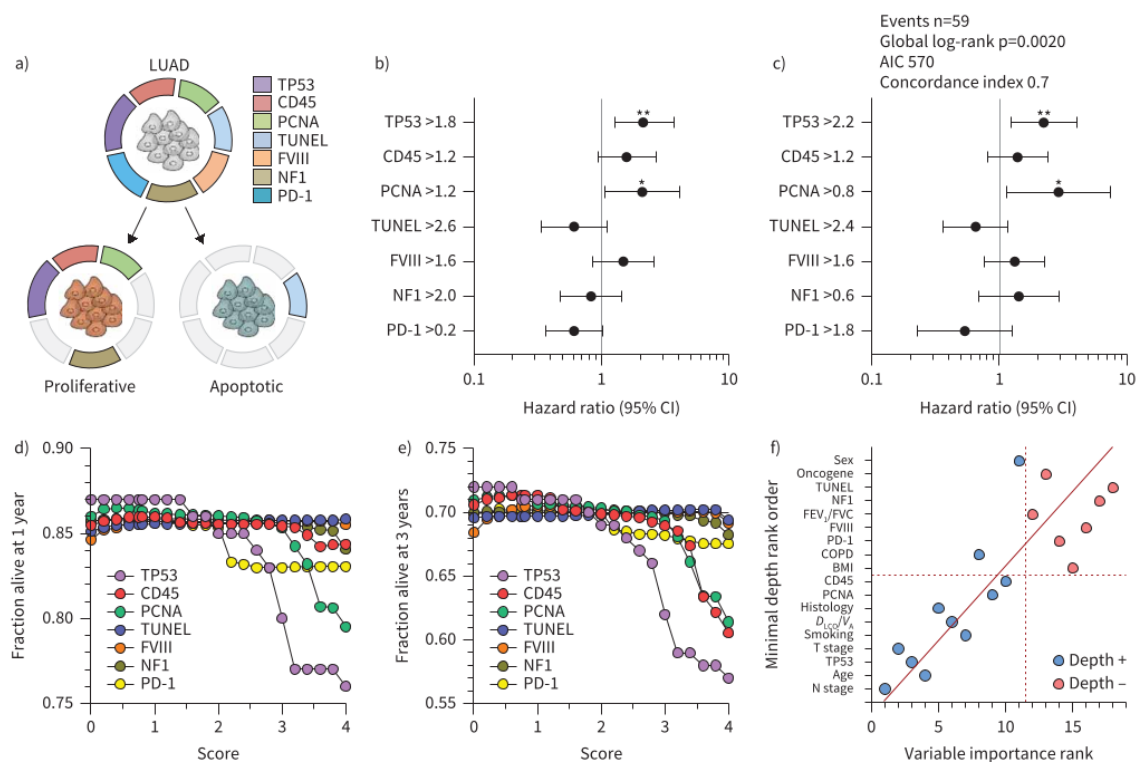 a)
LUAD
TP53
CD45
PCNA
TUNEL
FVIII
NF1
PD-1
Proliferative
Apoptotic
b)
TP53 >1.8
CD45 >1.2
PCNA >1.2
TUNEL >2.6
FVIII >1.6
NF1 >2.0
PD-1 >0.2
**
*
0.1
1
10
Hazard ratio (95% CI)
c)
Events n=59
Global log-rank p=0.0020
AIC 570
Concordance index 0.7
TP53 >2.2
CD45 >1.2
PCNA >0.8
TUNEL >2.4
FVIII >1.6
NF1 >0.6
PD-1 >1.8
**
*
0.1
1
10
Hazard ratio (95% CI)
d)
Fraction alive at 1 year
0.90
0.85
0.80
0.75
TP53
CD45
PCNA
TUNEL
FVIII
NF1
PD-1
0
1
2
3
4
Score
e)
Fraction alive at 3 years
0.75
0.70
0.65
0.60
0.55
TP53
CD45
PCNA
TUNEL
FVIII
NF1
PD-1
0
1
2
3
4
Score
f)
Minimal depth rank order
Sex
Oncogene
TUNEL
NF1
FEV₁/FVC
FVIII
PD-1
COPD
BMI
CD45
PCNA
Histology
DLCO/VA
Smoking
T stage
TP53
Age
N stage
Depth +
Depth –
0
5
10
15
Variable importance rank